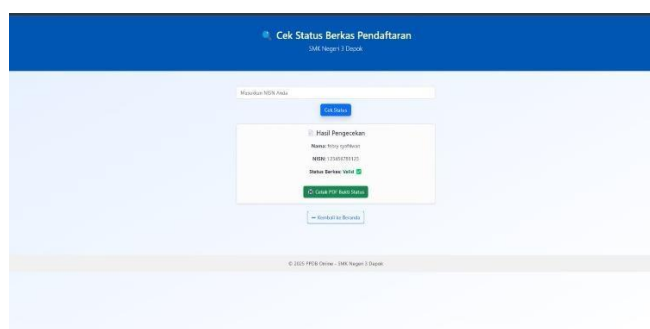 Cek Status Berkas Pendaftaran
SMK Negeri 3 Depok
Masukkan NISN Anda
Cek Status
Hasil Pengecekan
Nama:
NISN:
Status Berkas: Valid ✅
Cetak PDF Bukti Status
← Kembali ke Beranda
© 2025 PPDB Online - SMK Negeri 3 Depok